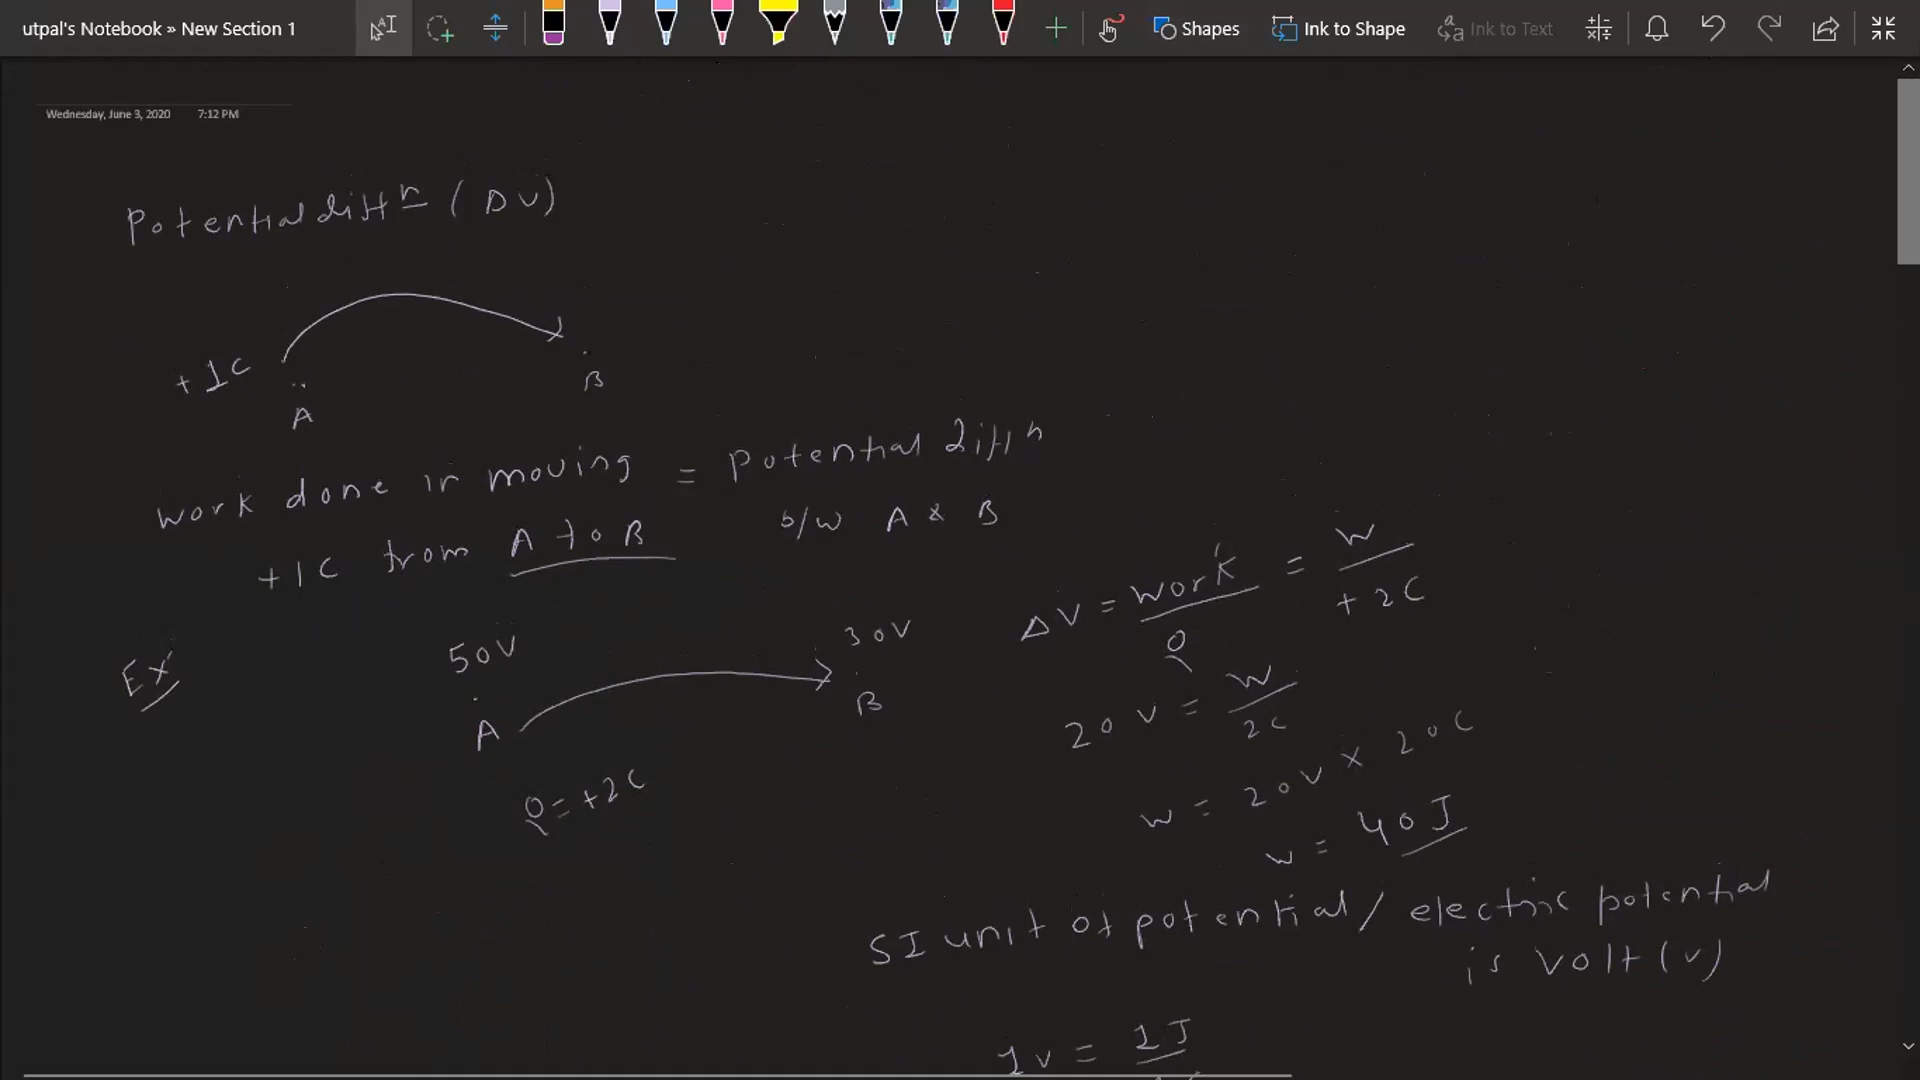 utpal's Notebook » New Section 1
Shapes
Ink to Shape
Ink to Text
Wednesday, June 3, 2020 7:12 PM
Potential diffn (ΔV)
+1C
A
B
Work done in moving = Potential diffn
+1C from A to B b/w A & B
ΔV = Work/Q = W/+2C
Ex
50V
30V
A
B
Q = +2C
20V = W/2C
W = 20V × 20C
W = 40J
SI unit of potential/electric potential
is Volt (V)
1V = 1J